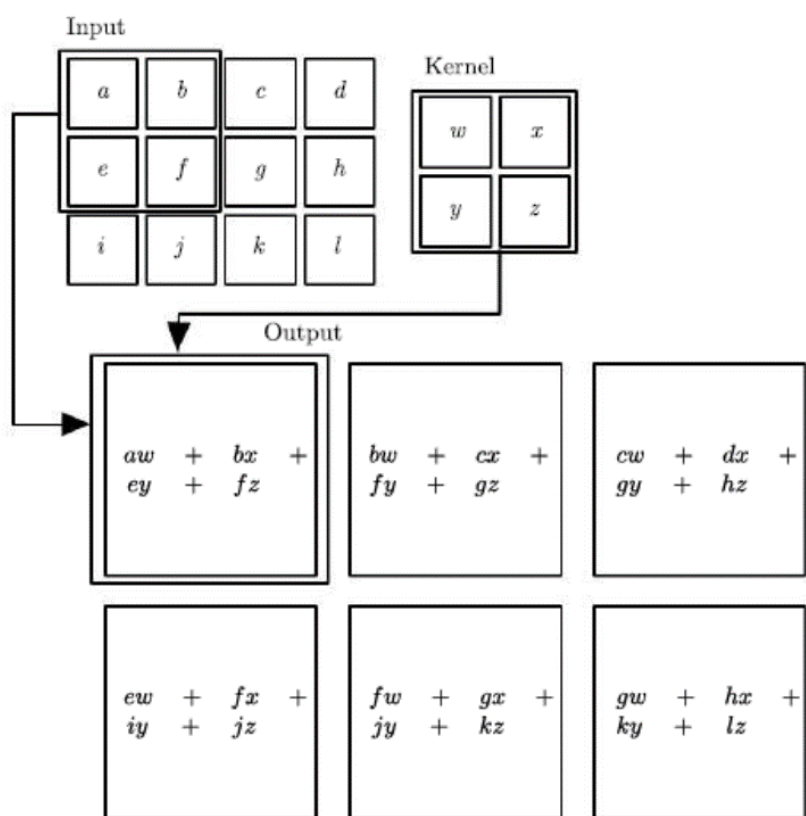 Input
Kernel
a b c d
w x
e f g h
y z
i j k l
Output
aw + bx +
ey + fz
bw + cx +
fy + gz
cw + dx +
gy + hz
ew + fx +
iy + jz
fw + gx +
jy + kz
gw + hx +
ky + lz